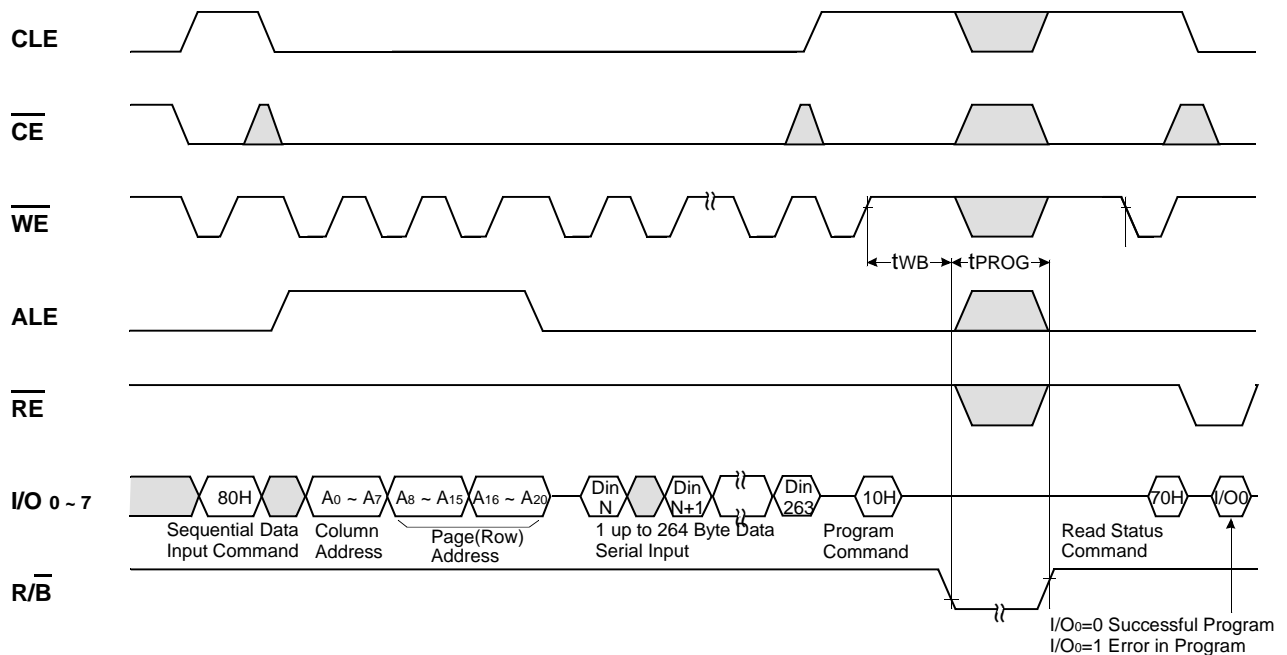 CLE
CE
WE
tWB tPROG
ALE
RE
I/O 0 ~ 7
80H A0 ~ A7 A8 ~ A15 A16 ~ A20 Din N Din N+1 Din 263 10H 70H I/O0
Sequential Data Input Command
Column Address
Page(Row) Address
1 up to 264 Byte Data Serial Input
Program Command
Read Status Command
R/B
I/O0=0 Successful Program
I/O0=1 Error in Program